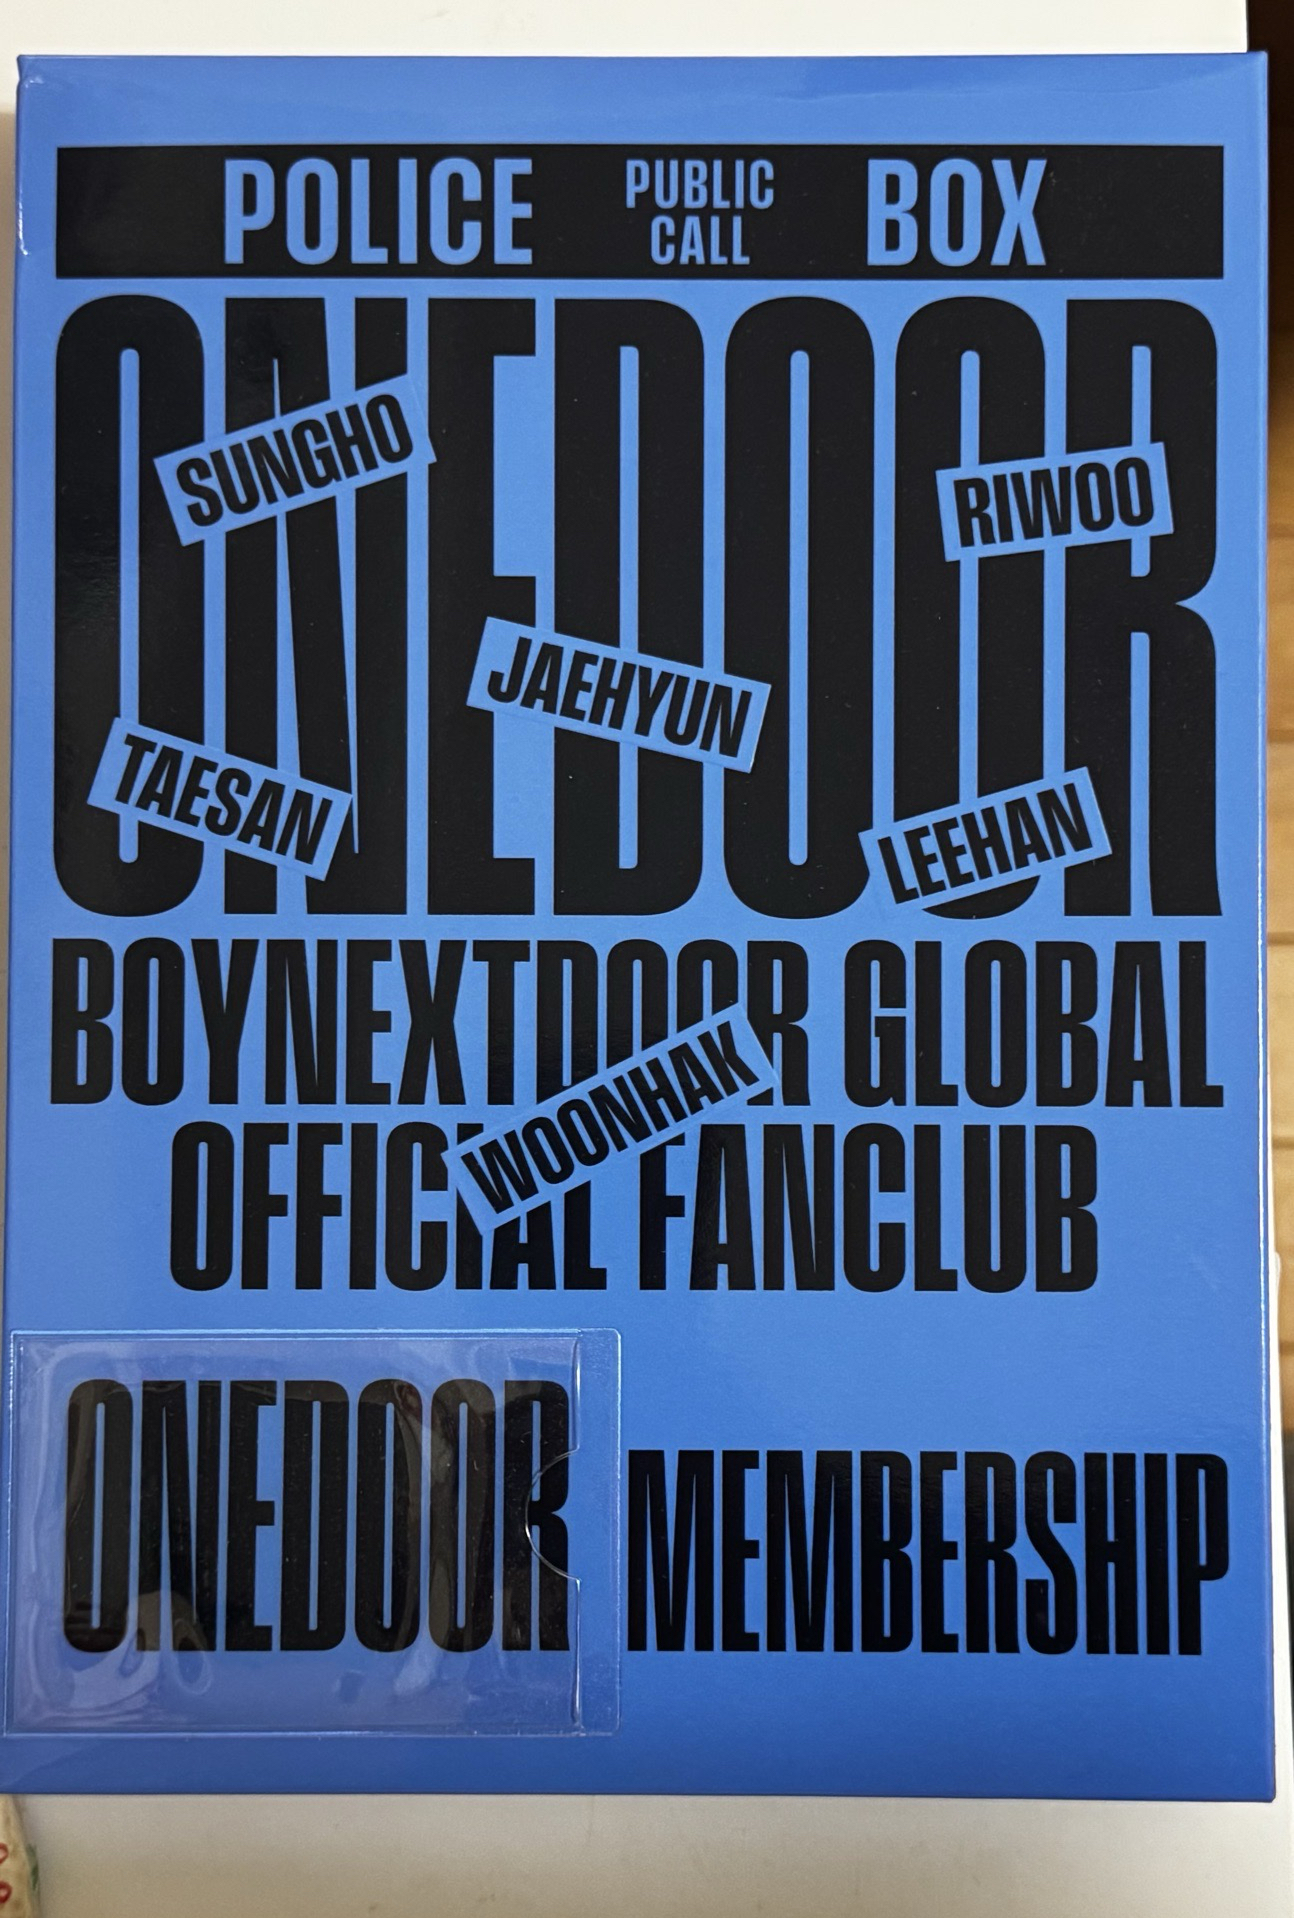 POLICE PUBLIC CALL BOX
ONEDOOR
SUNGHO
RIWOO
JAEHYUN
TAESAN
LEEHAN
BOYNEXTDOOR GLOBAL
WOONHAK
OFFICIAL FANCLUB
ONEDOOR MEMBERSHIP